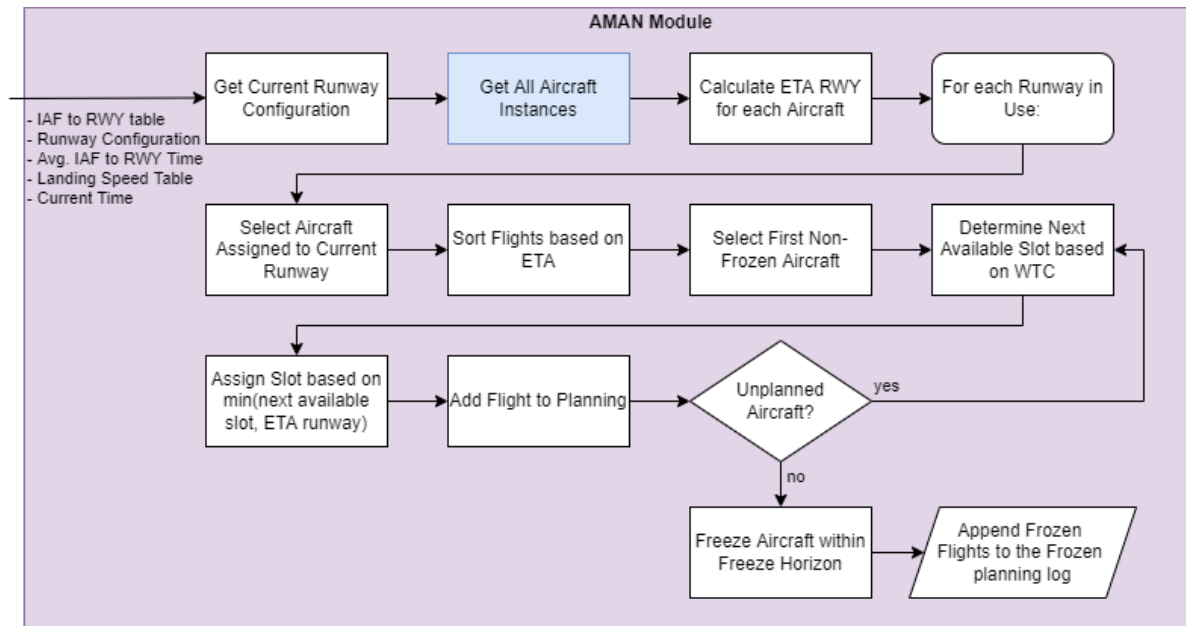 AMAN Module
- IAF to RWY table
- Runway Configuration
- Avg. IAF to RWY Time
- Landing Speed Table
- Current Time
Get Current Runway
Configuration
Get All Aircraft
Instances
Calculate ETA RWY
for each Aircraft
For each Runway in
Use:
Select Aircraft
Assigned to Current
Runway
Sort Flights based on
ETA
Select First Non-
Frozen Aircraft
Determine Next
Available Slot based
on WTC
Assign Slot based on
min(next available
slot, ETA runway)
Add Flight to Planning
Unplanned
Aircraft?
yes
no
Freeze Aircraft within
Freeze Horizon
Append Frozen
Flights to the Frozen
planning log